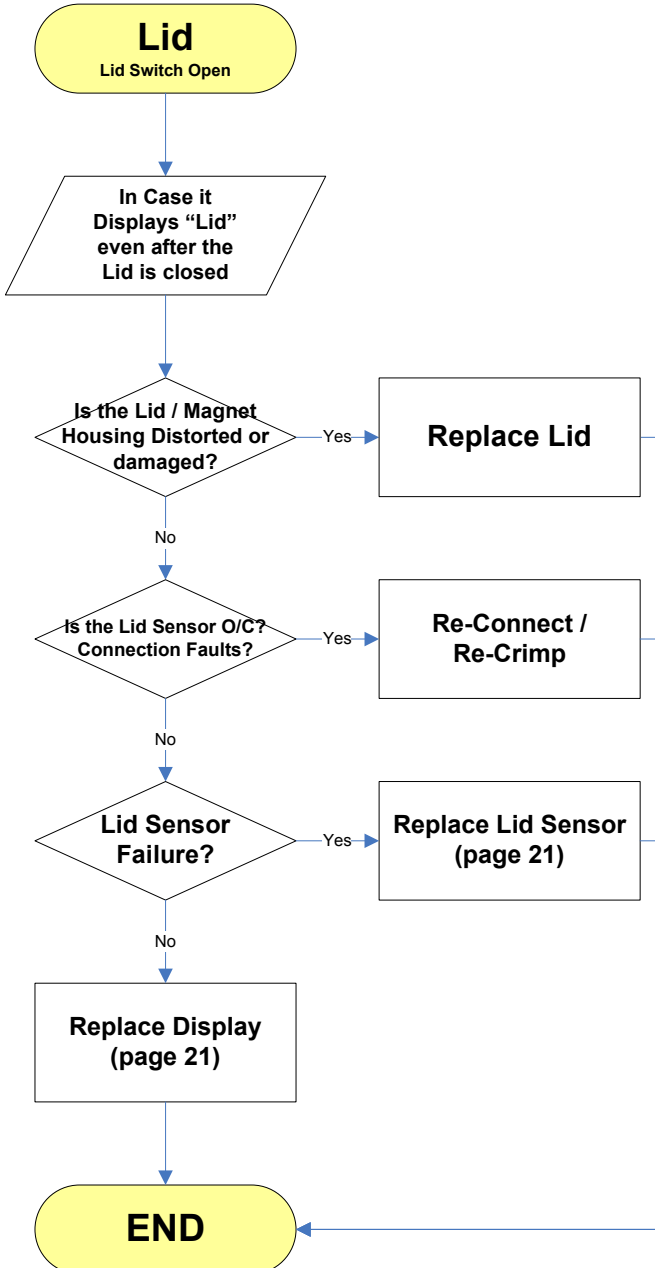 Lid
Lid Switch Open
In Case it
Displays “Lid”
even after the
Lid is closed
Is the Lid / Magnet
Housing Distorted or
damaged?
Yes
Replace Lid
No
Is the Lid Sensor O/C?
Connection Faults?
Yes
Re-Connect /
Re-Crimp
No
Lid Sensor
Failure?
Yes
Replace Lid Sensor
(page 21)
No
Replace Display
(page 21)
END